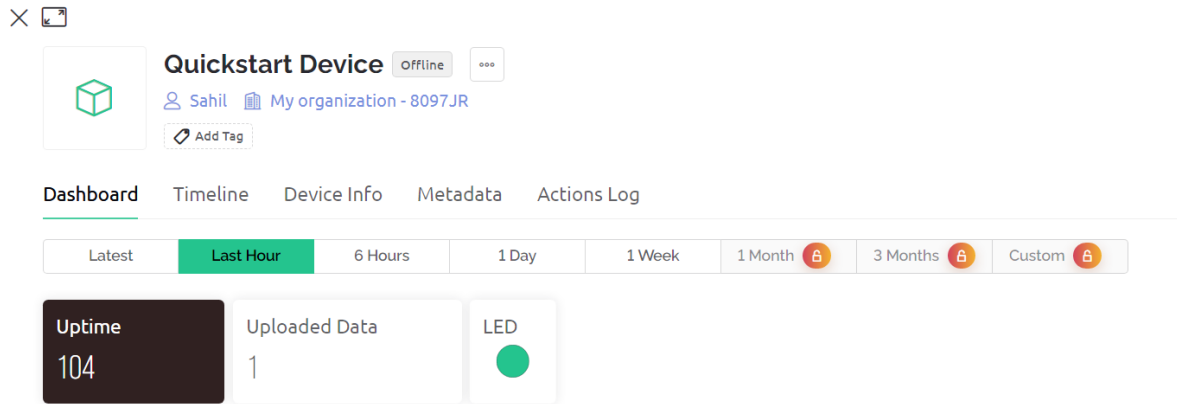 Quickstart Device Offline
Sahil My organization - 8097JR
Add Tag
Dashboard Timeline Device Info Metadata Actions Log
Latest Last Hour 6 Hours 1 Day 1 Week 1 Month 3 Months Custom
Uptime Uploaded Data LED
104 1